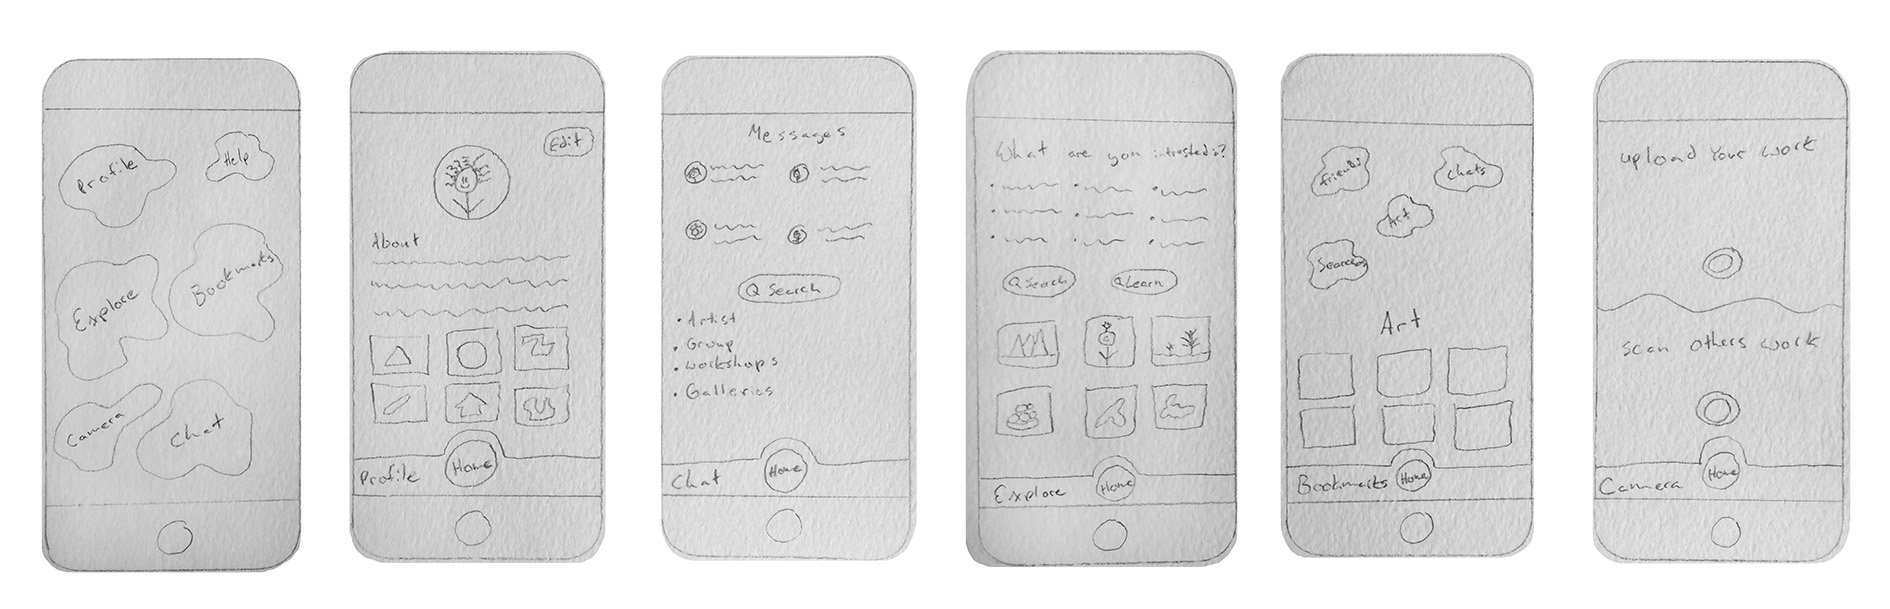 Profile
Help
Explore
Bookmarks
Camera
Chat
Edit
About
Profile
Home
Messages
Search
• Artist
• Group
• Workshops
• Galleries
Chat
Home
What are you intrested in?
Search
Learn
Explore
Home
friends
Chats
Art
Search
Art
Bookmarks
Home
upload your work
scan others work
Camera
Home